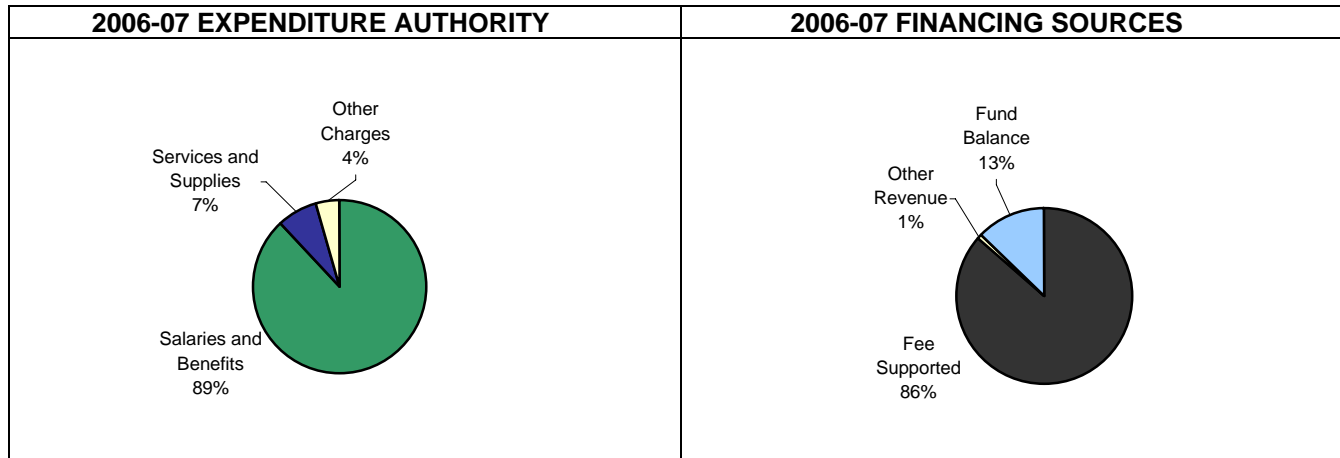 2006-07 EXPENDITURE AUTHORITY
Other
Charges
4%
Services and
Supplies
7%
Salaries and
Benefits
89%
2006-07 FINANCING SOURCES
Fund
Balance
13%
Other
Revenue
1%
Fee
Supported
86%